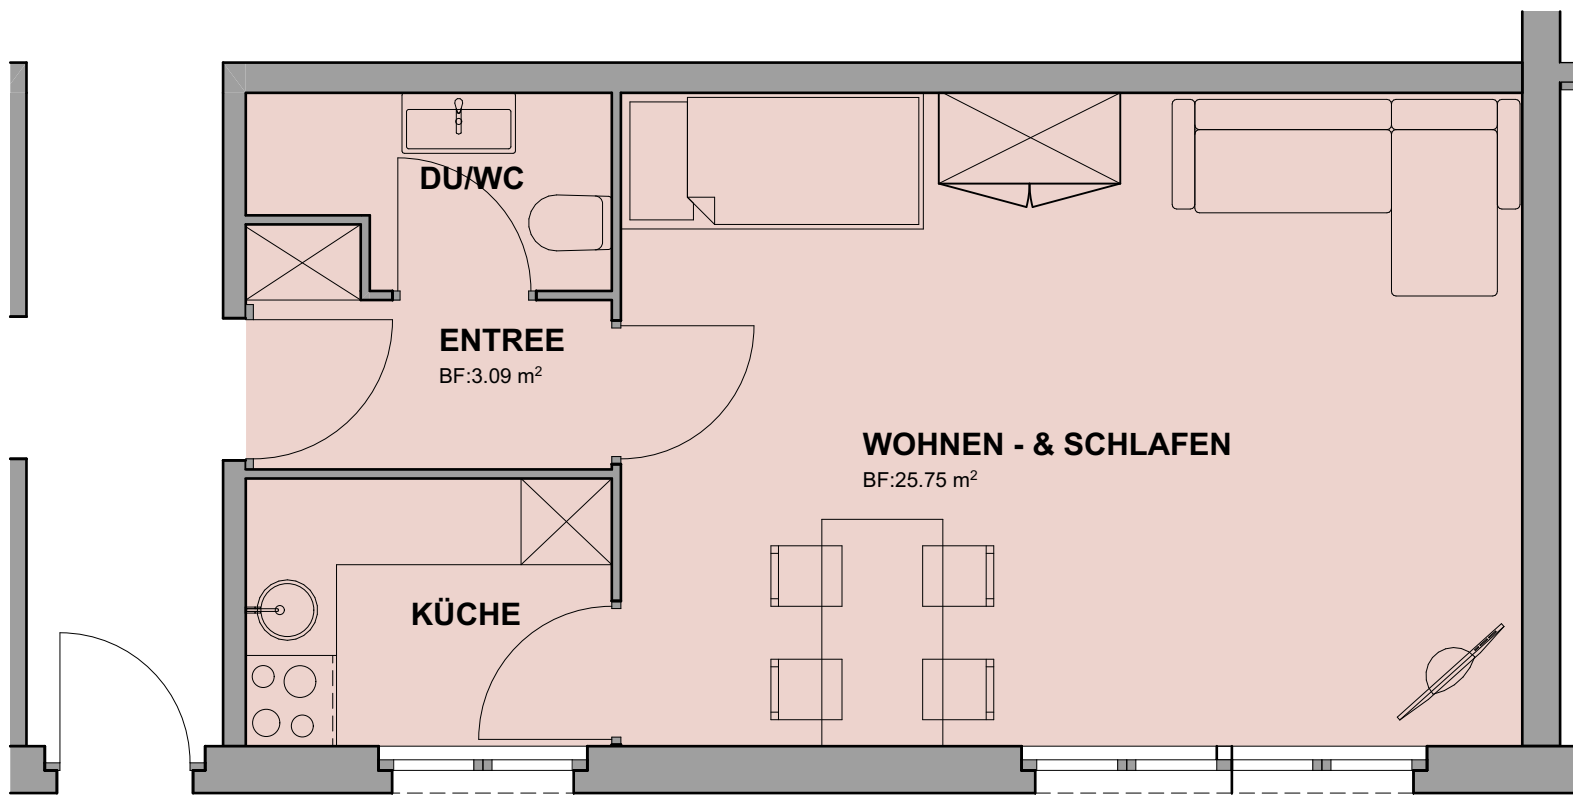 DU/WC
ENTREE
BF:3.09 m²
WOHNEN - & SCHLAFEN
BF:25.75 m²
KÜCHE